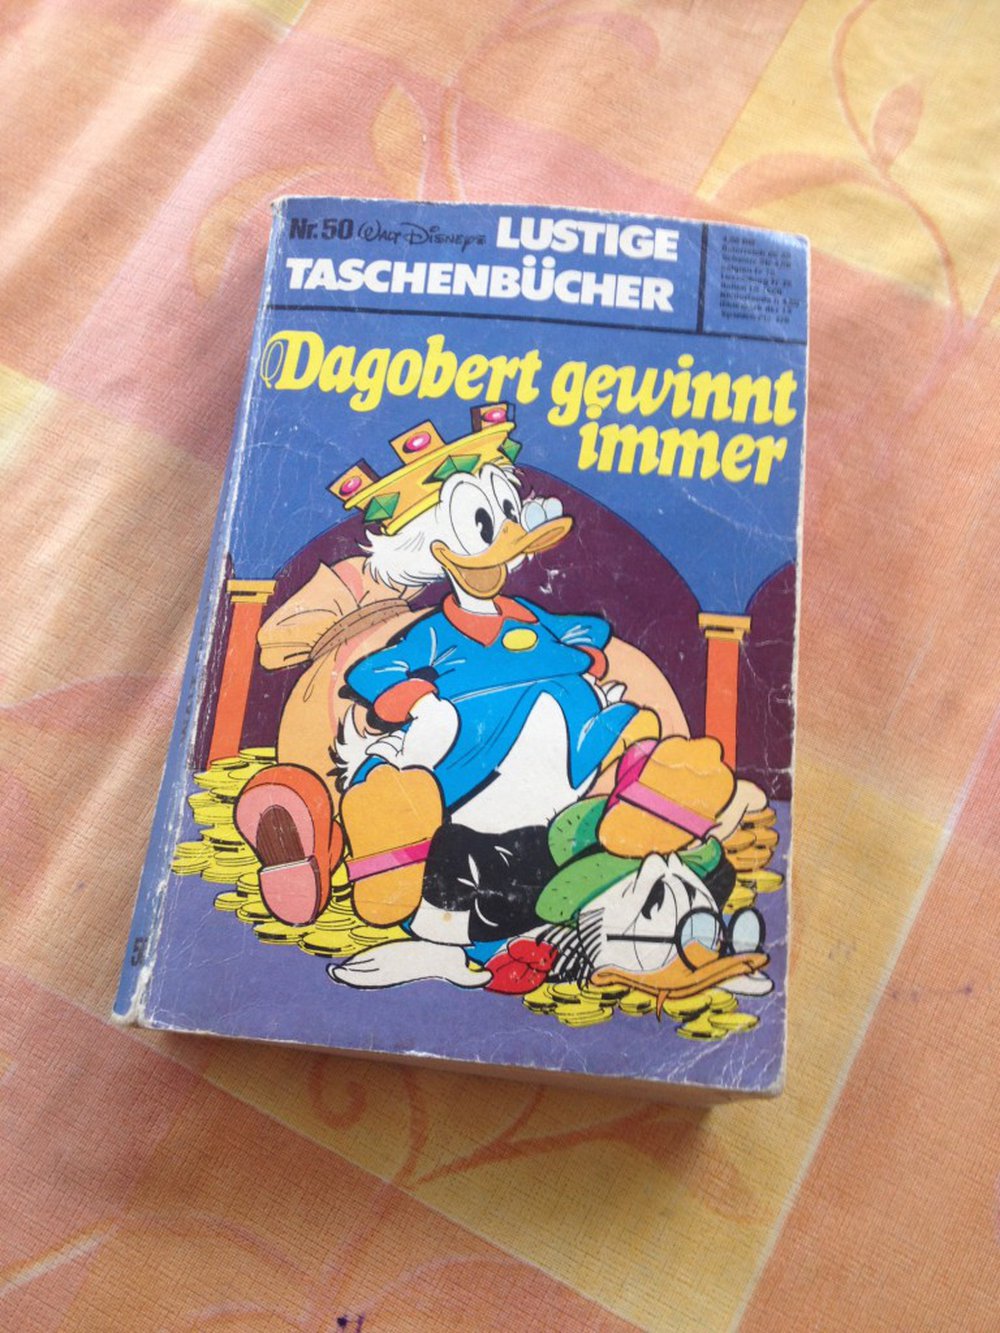 Nr.50 Walt Disney's LUSTIGE
TASCHENBÜCHER
Dagobert gewinnt
immer